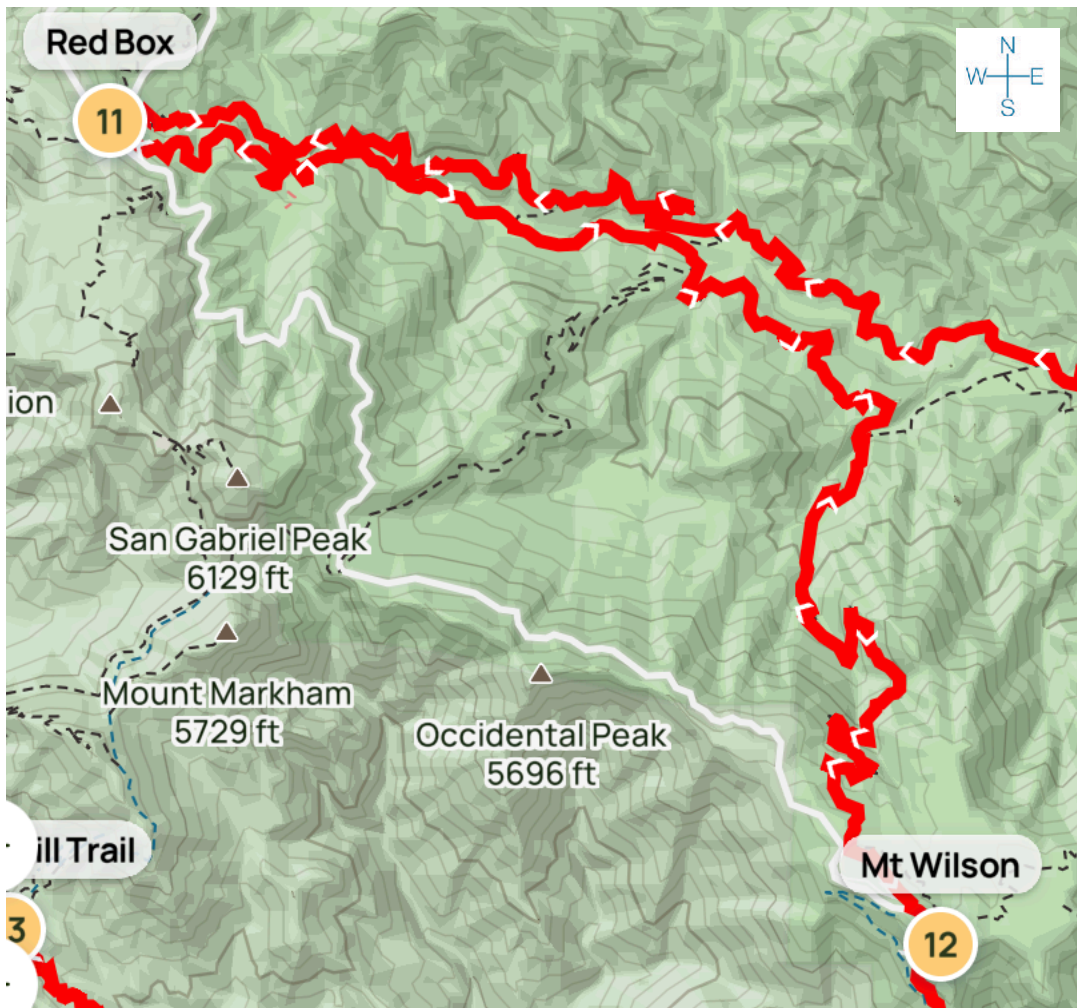 Red Box
N
W E
S
11
ion
San Gabriel Peak
6129 ft
Mount Markham
5729 ft
Occidental Peak
5696 ft
ill Trail
Mt Wilson
3
12